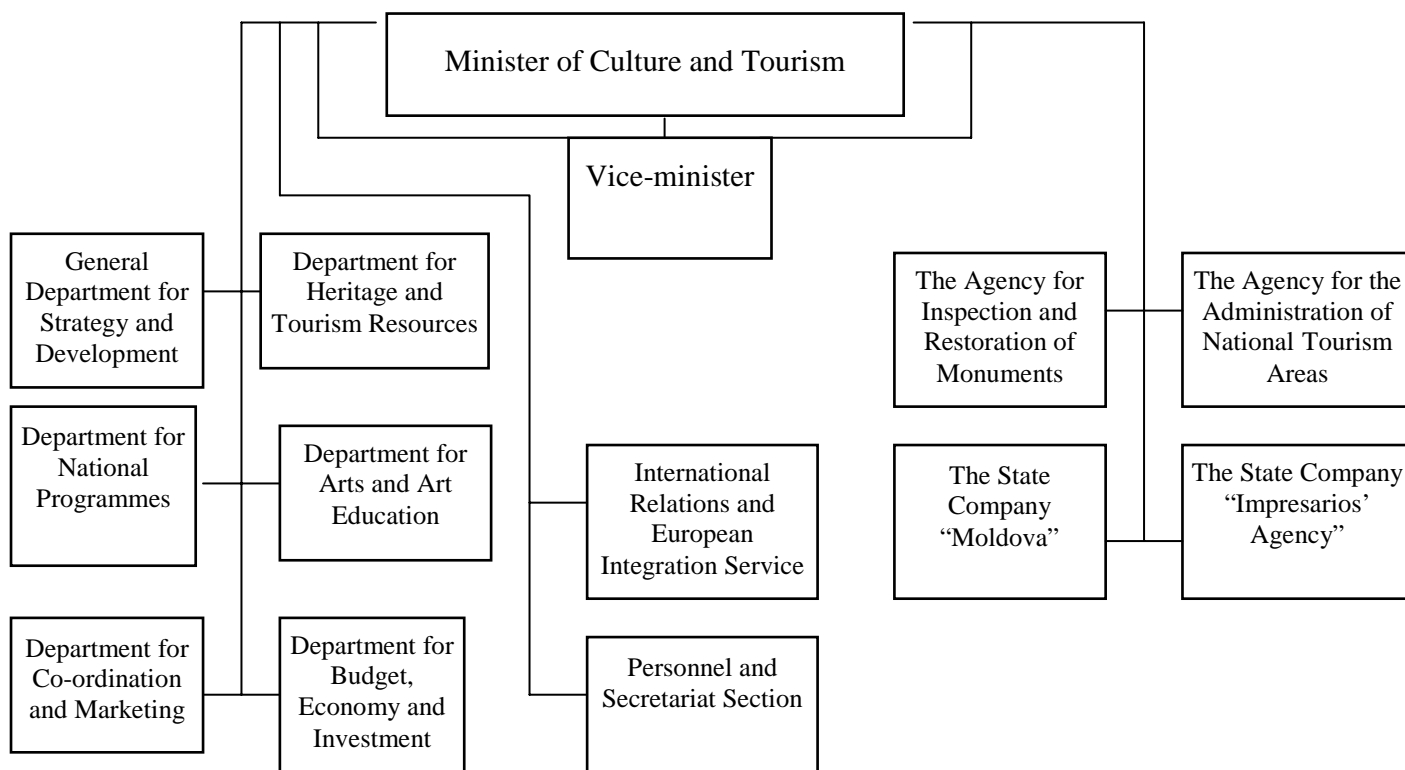 Minister of Culture and Tourism
Vice-minister
General
Department for
Strategy and
Development
Department for
Heritage and
Tourism Resources
The Agency for
Inspection and
Restoration of
Monuments
The Agency for the
Administration of
National Tourism
Areas
Department for
National
Programmes
Department for
Arts and Art
Education
International
Relations and
European
Integration Service
The State
Company
“Moldova”
The State Company
“Impresarios’
Agency”
Department for
Co-ordination
and Marketing
Department for
Budget,
Economy and
Investment
Personnel and
Secretariat Section